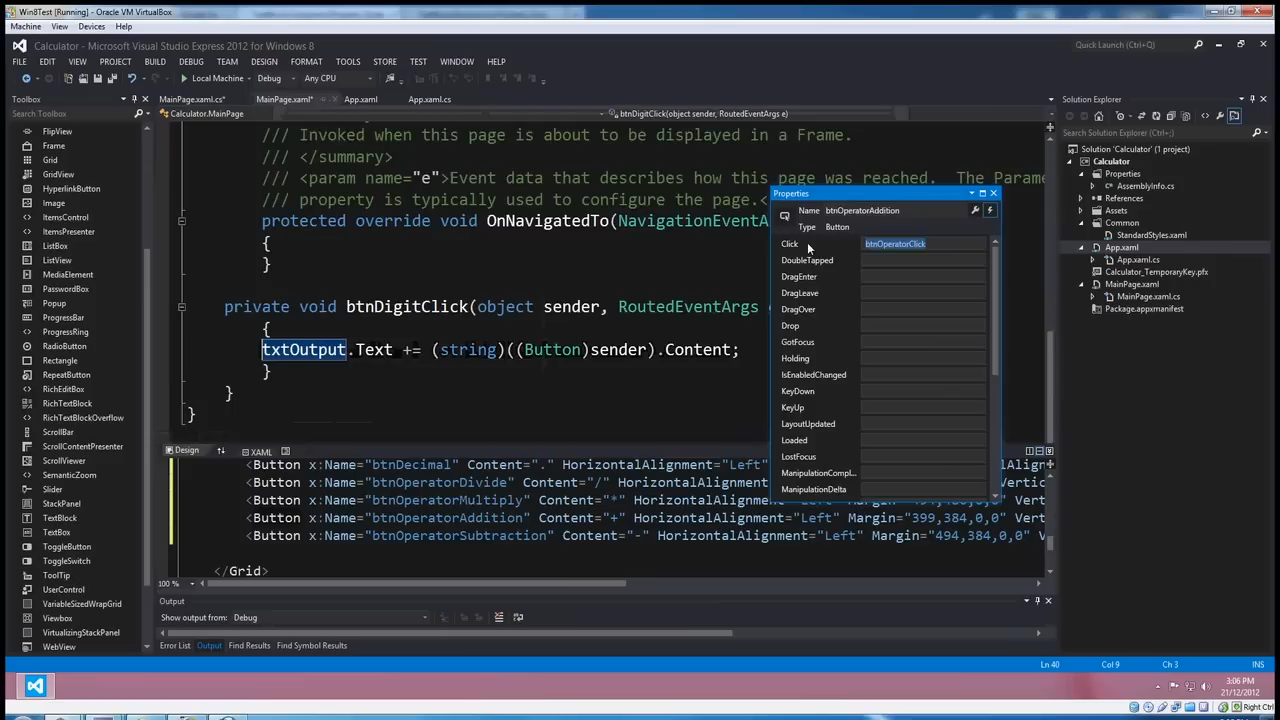 Win8Test [Running] - Oracle VM VirtualBox
Machine View Devices Help
Calculator - Microsoft Visual Studio Express 2012 for Windows 8
Quick Launch (Ctrl+Q)
FILE EDIT VIEW PROJECT BUILD DEBUG TEAM DESIGN FORMAT TOOLS STORE TEST WINDOW HELP
Local Machine Debug Any CPU
Toolbox
MainPage.xaml.cs* MainPage.xaml* App.xaml App.xaml.cs
Search Toolbox
Calculator.MainPage
btnDigitClick(object sender, RoutedEventArgs e)
FlipView
Frame
Grid
GridView
HyperlinkButton
Image
ItemsControl
ItemsPresenter
ListBox
ListView
MediaElement
PasswordBox
Popup
ProgressBar
ProgressRing
RadioButton
Rectangle
RepeatButton
RichEditBox
RichTextBlock
RichTextBlockOverflow
ScrollBar
ScrollContentPresenter
ScrollViewer
SemanticZoom
Slider
StackPanel
TextBlock
TextBox
ToggleButton
ToggleSwitch
ToolTip
UserControl
VariableSizedWrapGrid
Viewbox
VirtualizingStackPanel
WebView
/// Invoked when this page is about to be displayed in a Frame.
/// </summary>
/// <param name="e">Event data that describes how this page was reached. The Parame
/// property is typically used to configure the page.<
protected override void OnNavigatedTo(NavigationEventA
{
}
private void btnDigitClick(object sender, RoutedEventArgs
{
txtOutput.Text += (string)((Button)sender).Content;
}
}
}
Design XAML
<Button x:Name="btnDecimal" Content="." HorizontalAlignment="Left"
<Button x:Name="btnOperatorDivide" Content="/" HorizontalAlignment=
<Button x:Name="btnOperatorMultiply" Content="*" HorizontalAlignment="Left"
<Button x:Name="btnOperatorAddition" Content="+" HorizontalAlignment="Left" Margin="399,384,0,0" Verti
<Button x:Name="btnOperatorSubtraction" Content="-" HorizontalAlignment="Left" Margin="494,384,0,0" Ve
</Grid>
100 %
Output
Show output from: Debug
Error List Output Find Results Find Symbol Results
Properties
Name btnOperatorAddition
Type Button
Click btnOperatorClick
DoubleTapped
DragEnter
DragLeave
DragOver
Drop
GotFocus
Holding
IsEnabledChanged
KeyDown
KeyUp
LayoutUpdated
Loaded
LostFocus
ManipulationCompl...
ManipulationDelta
Solution Explorer
Search Solution Explorer (Ctrl+;)
Solution 'Calculator' (1 project)
Calculator
Properties
AssemblyInfo.cs
References
Assets
Common
StandardStyles.xaml
App.xaml
App.xaml.cs
Calculator_TemporaryKey.pfx
MainPage.xaml
MainPage.xaml.cs
Package.appxmanifest
Ln 40 Col 9 Ch 3 INS
3:06 PM
21/12/2012
Right Ctrl